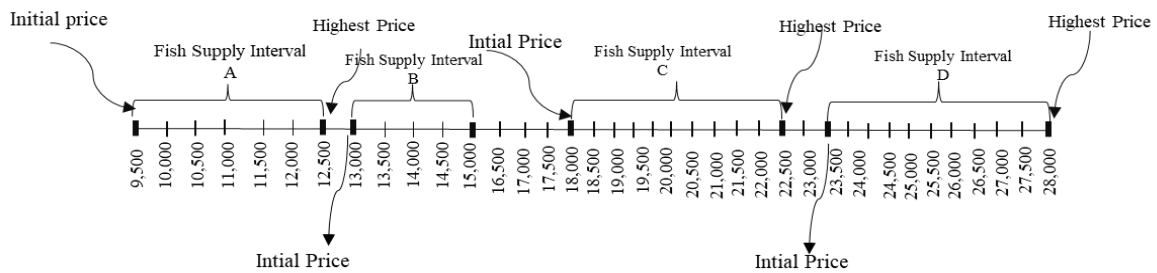 Initial price
Highest Price
Intial Price
Highest Price
Highest Price
Fish Supply Interval
A
Fish Supply Interval
B
Fish Supply Interval
C
Fish Supply Interval
D
9,500
10,000
10,500
11,000
11,500
12,000
12,500
13,000
13,500
14,000
14,500
15,000
16,500
17,000
17,500
18,000
18,500
19,000
19,500
20,000
20,500
21,000
21,500
22,000
22,500
23,000
23,500
24,000
24,500
25,000
25,500
26,000
26,500
27,000
27,500
28,000
Intial Price
Intial Price